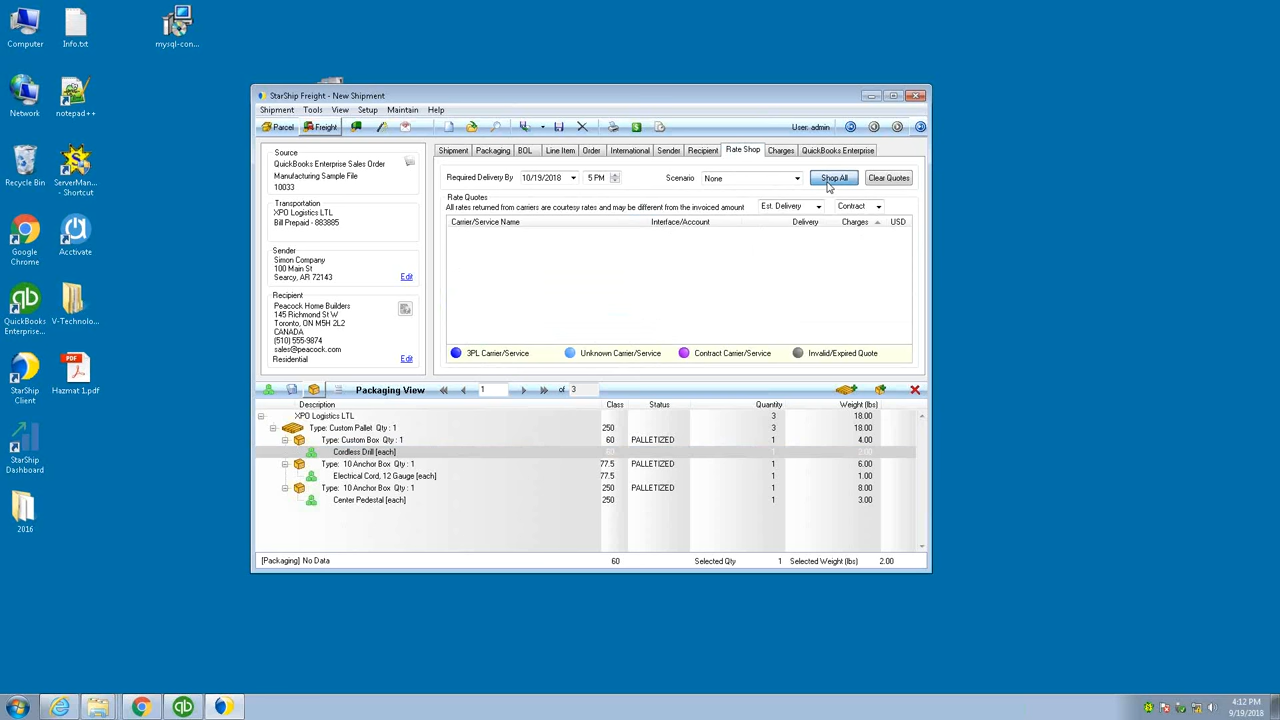 Computer
Info.txt
mysql-con...
Network
notepad++
Recycle Bin
ServerMan...
- Shortcut
Google
Chrome
Acctivate
QuickBooks
Enterprise...
V-Technolo...
StarShip
Client
Hazmat 1.pdf
StarShip
Dashboard
2016
StarShip Freight - New Shipment
Shipment Tools View Setup Maintain Help
Parcel Freight User: admin
Source
QuickBooks Enterprise Sales Order
Manufacturing Sample File
10033
Transportation
XPO Logistics LTL
Bill Prepaid - 883885
Sender
Simon Company
100 Main St
Searcy, AR 72143
Edit
Recipient
Peacock Home Builders
145 Richmond St W
Toronto, ON M5H 2L2
CANADA
(510) 555-9874
sales@peacock.com
Residential
Edit
Shipment Packaging BOL Line Item Order International Sender Recipient Rate Shop Charges QuickBooks Enterprise
Required Delivery By 10/19/2018 5 PM Scenario None Shop All Clear Quotes
Rate Quotes
All rates returned from carriers are courtesy rates and may be different from the invoiced amount Est. Delivery Contract
Carrier/Service Name Interface/Account Delivery Charges USD
3PL Carrier/Service Unknown Carrier/Service Contract Carrier/Service Invalid/Expired Quote
Packaging View 1 of 3
Description Class Status Quantity Weight (lbs)
XPO Logistics LTL 3 18.00
Type: Custom Pallet Qty : 1 250 3 18.00
Type: Custom Box Qty : 1 60 PALLETIZED 1 4.00
Cordless Drill [each] 60 1 2.00
Type: 10 Anchor Box Qty : 1 77.5 PALLETIZED 1 6.00
Electrical Cord, 12 Gauge [each] 77.5 1 1.00
Type: 10 Anchor Box Qty : 1 250 PALLETIZED 1 8.00
Center Pedestal [each] 250 1 3.00
[Packaging] No Data 60 Selected Qty 1 Selected Weight (lbs) 2.00
4:12 PM
9/19/2018